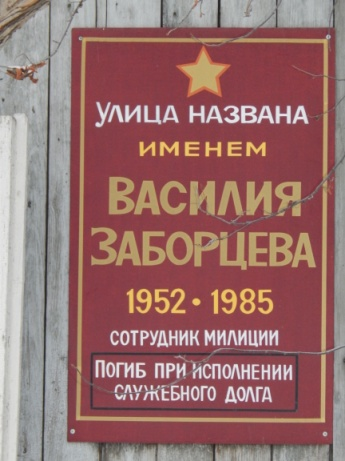 УЛИЦА НАЗВАНА
ИМЕНЕМ
ВАСИЛИЯ
ЗАБОРЦЕВА
1952 • 1985
СОТРУДНИК МИЛИЦИИ
ПОГИБ ПРИ ИСПОЛНЕНИИ
СЛУЖЕБНОГО ДОЛГА